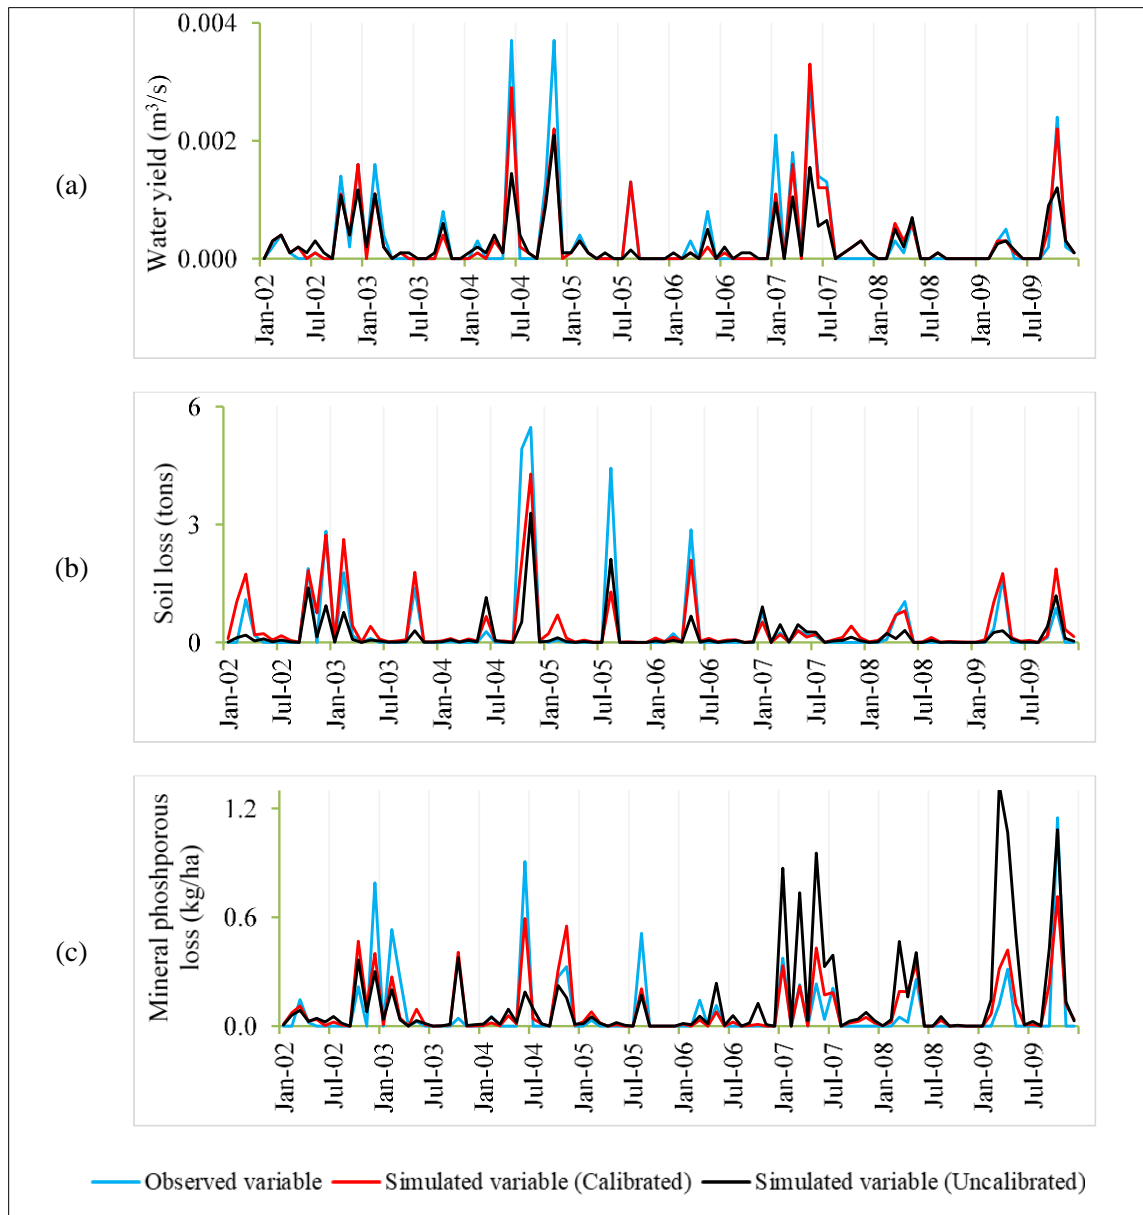 (a)
Water yield (m³/s)
0.004
0.002
0.000
Jan-02
Jul-02
Jan-03
Jul-03
Jan-04
Jul-04
Jan-05
Jul-05
Jan-06
Jul-06
Jan-07
Jul-07
Jan-08
Jul-08
Jan-09
Jul-09
(b)
Soil loss (tons)
6
3
0
Jan-02
Jul-02
Jan-03
Jul-03
Jan-04
Jul-04
Jan-05
Jul-05
Jan-06
Jul-06
Jan-07
Jul-07
Jan-08
Jul-08
Jan-09
Jul-09
(c)
Mineral phoshporous
loss (kg/ha)
1.2
0.6
0.0
Jan-02
Jul-02
Jan-03
Jul-03
Jan-04
Jul-04
Jan-05
Jul-05
Jan-06
Jul-06
Jan-07
Jul-07
Jan-08
Jul-08
Jan-09
Jul-09
Observed variable Simulated variable (Calibrated) Simulated variable (Uncalibrated)